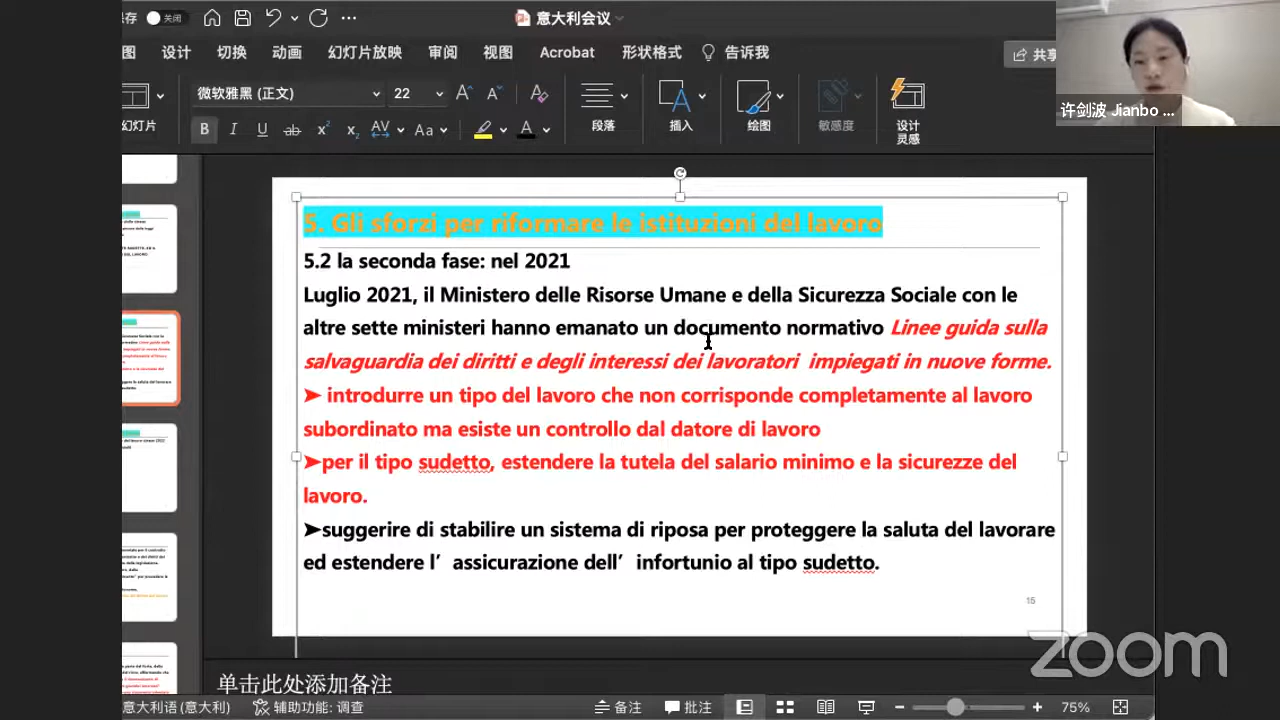 存 关闭 ··· 意大利会议
图 设计 切换 动画 幻灯片放映 审阅 视图 Acrobat 形状格式 告诉我 共享
微软雅黑 (正文) 22
幻灯片 段落 插入 绘图 敏感度 设计
灵感
B I U ab x² x₂ AV Aa A
许剑波 Jianbo ...
5. Gli sforzi per riformare le istituzioni del lavoro
5.2 la seconda fase: nel 2021
Luglio 2021, il Ministero delle Risorse Umane e della Sicurezza Sociale con le
altre sette ministeri hanno emanato un documento normativo Linee guida sulla
salvaguardia dei diritti e degli interessi dei lavoratori impiegati in nuove forme.
➤ introdurre un tipo del lavoro che non corrisponde completamente al lavoro
subordinato ma esiste un controllo dal datore di lavoro
➤per il tipo sudetto, estendere la tutela del salario minimo e la sicurezze del
lavoro.
➤suggerire di stabilire un sistema di riposa per proteggere la saluta del lavorare
ed estendere l’assicurazione dell’infortunio al tipo sudetto.
15
zoom
单击此处添加备注
意大利语 (意大利) 辅助功能: 调查 备注 批注 75%